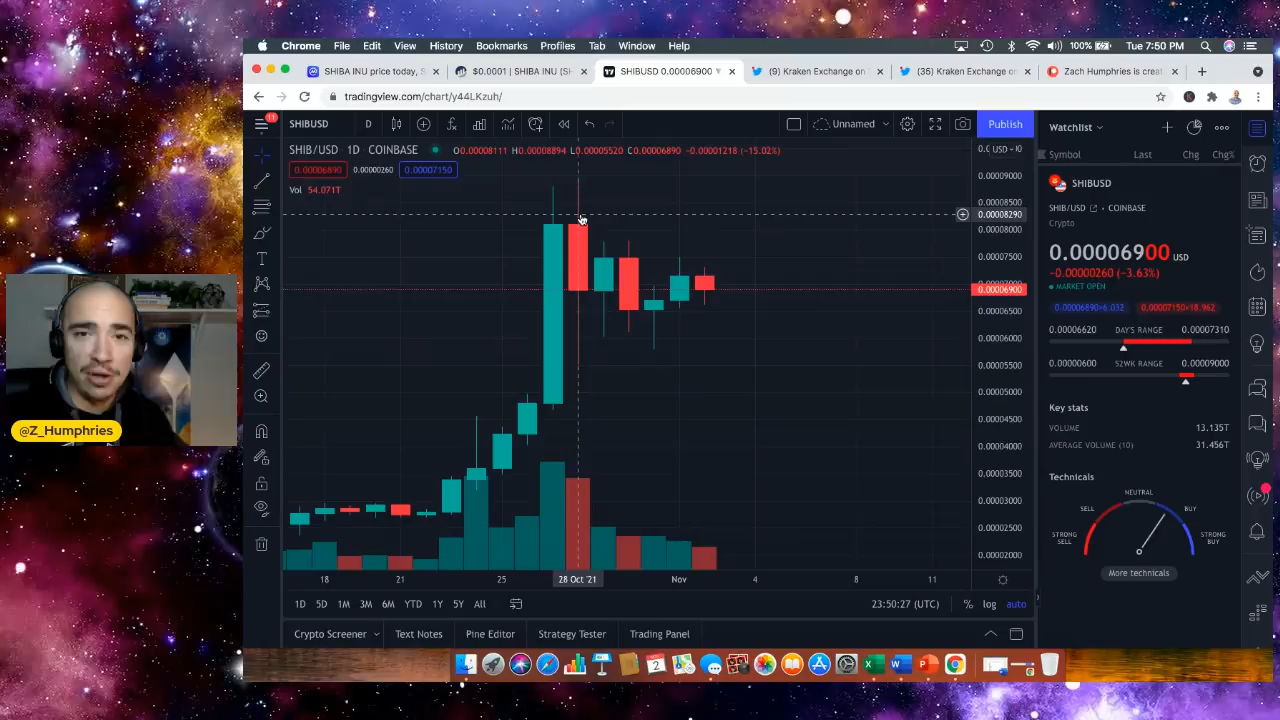 Chrome File Edit View History Bookmarks Profiles Tab Window Help
100% Tue 7:50 PM
SHIBA INU price today, S
$0.0001 | SHIBA INU (SH
SHIBUSD 0.00006900
(9) Kraken Exchange on
(35) Kraken Exchange on
Zach Humphries is creat
tradingview.com/chart/y44LKzuh/
11
SHIBUSD D
Unnamed
Publish
SHIB/USD 1D COINBASE O0.00008111 H0.00008894 L0.00005520 C0.00006890 −0.00001218 (−15.02%)
0.00006890 0.00000260 0.00007150
Vol 54.071T
USD
0.00009000
0.00008500
0.00008290
0.00008000
0.00007500
0.00006900
0.00006500
0.00006000
0.00005500
0.00005000
0.00004500
0.00004000
0.00003500
0.00003000
0.00002500
0.00002000
18 21 25 28 Oct '21 Nov 4 8 11
1D 5D 1M 3M 6M YTD 1Y 5Y All
23:50:27 (UTC) % log auto
Crypto Screener Text Notes Pine Editor Strategy Tester Trading Panel
Watchlist
Symbol Last Chg Chg%
SHIBUSD
SHIB/USD COINBASE
Crypto
0.00006900 USD
−0.00000260 (−3.63%)
MARKET OPEN
0.00006890×6.032 0.00007150×18.962
0.00006620 DAY'S RANGE 0.00007310
0.00000600 52WK RANGE 0.00009000
Key stats
VOLUME 13.135T
AVERAGE VOLUME (10) 31.456T
Technicals
NEUTRAL
SELL BUY
STRONG SELL
STRONG BUY
More technicals
@Z_Humphries
2